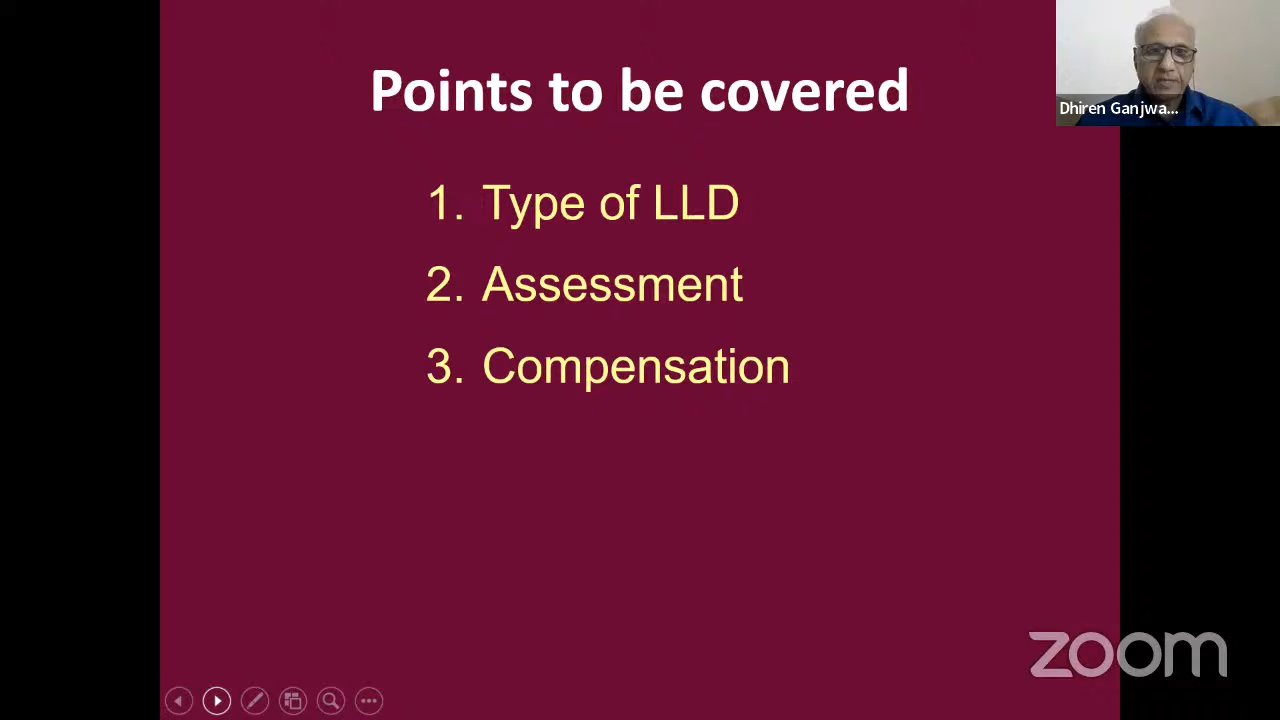 Points to be covered
1. Type of LLD
2. Assessment
3. Compensation
Dhiren Ganjwa...
zoom